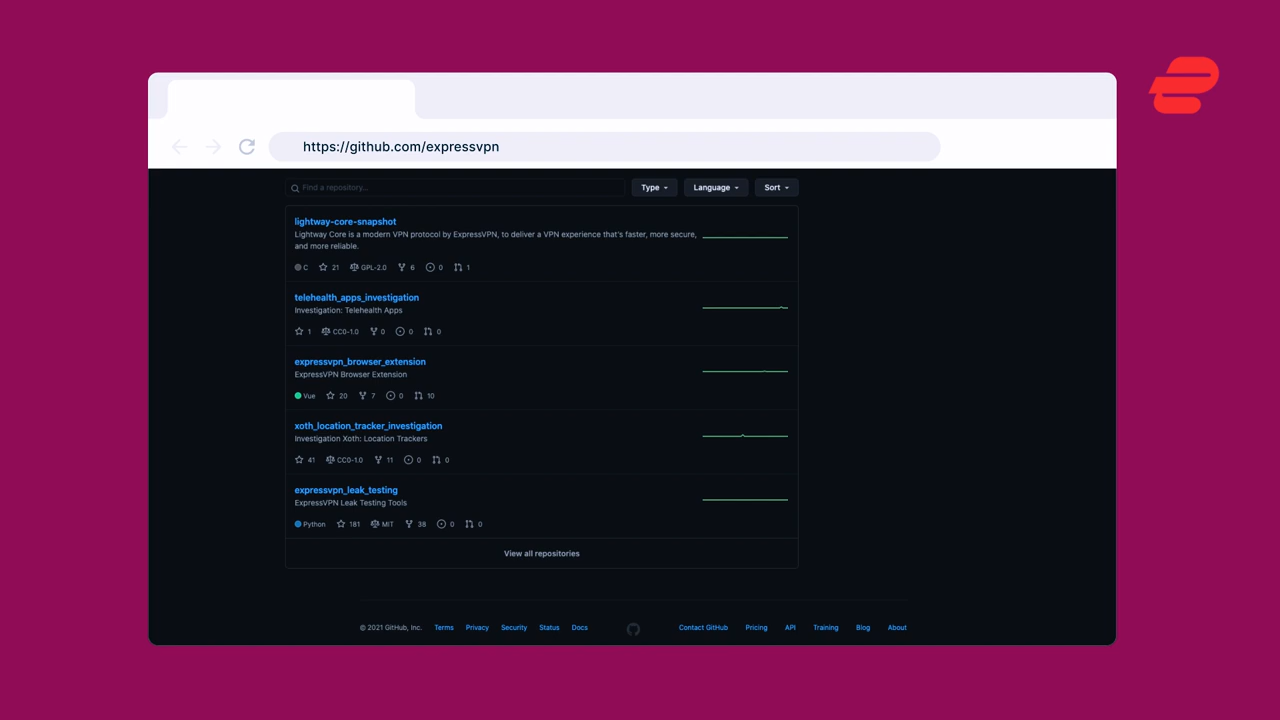 https://github.com/expressvpn
Find a repository...
Type
Language
Sort
lightway-core-snapshot
Lightway Core is a modern VPN protocol by ExpressVPN, to deliver a VPN experience that's faster, more secure,
and more reliable.
C 21 GPL-2.0 6 0 1
telehealth_apps_investigation
Investigation: Telehealth Apps
1 CC0-1.0 0 0 0
expressvpn_browser_extension
ExpressVPN Browser Extension
Vue 20 7 0 10
xoth_location_tracker_investigation
Investigation Xoth: Location Trackers
41 CC0-1.0 11 0 0
expressvpn_leak_testing
ExpressVPN Leak Testing Tools
Python 181 MIT 38 0 0
View all repositories
© 2021 GitHub, Inc. Terms Privacy Security Status Docs Contact GitHub Pricing API Training Blog About